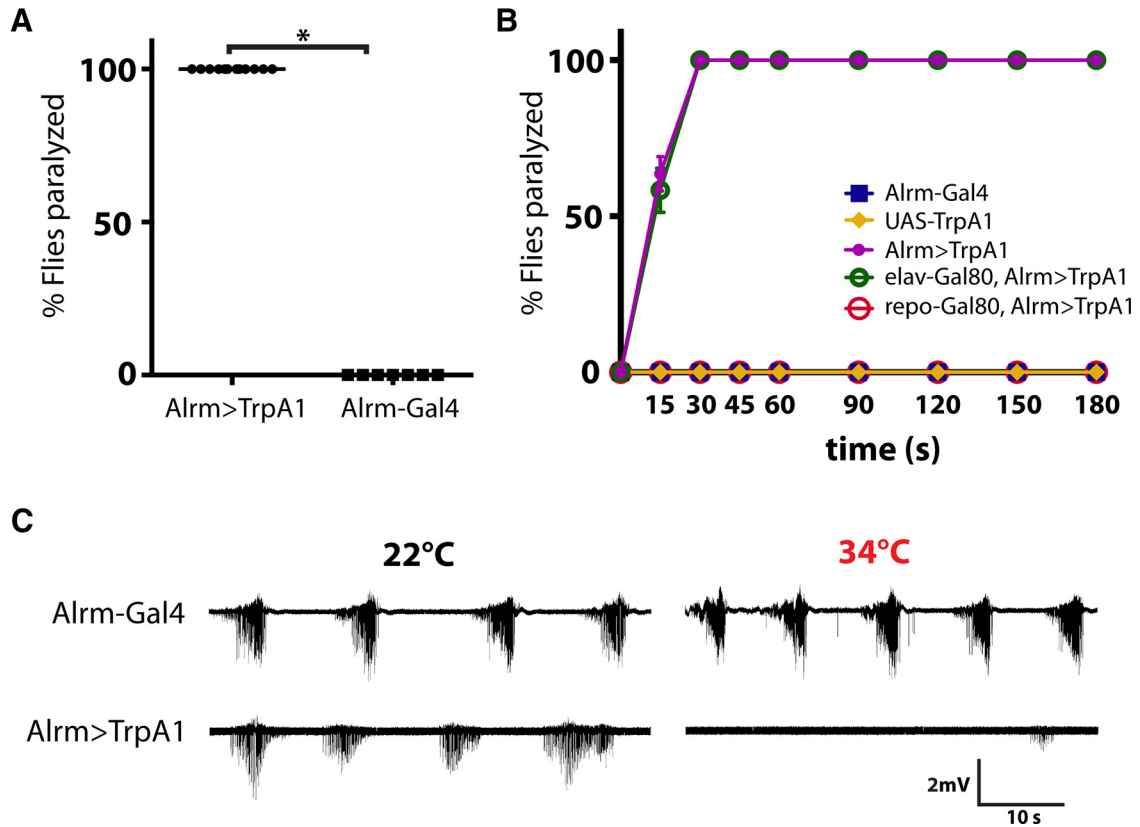 A
*
% Flies paralyzed
100
50
0
Alrm>TrpA1 Alrm-Gal4
B
% Flies paralyzed
100
50
0
15 30 45 60 90 120 150 180
time (s)
Alrm-Gal4
UAS-TrpA1
Alrm>TrpA1
elav-Gal80, Alrm>TrpA1
repo-Gal80, Alrm>TrpA1
C
22°C 34°C
Alrm-Gal4
Alrm>TrpA1
2mV
10 s